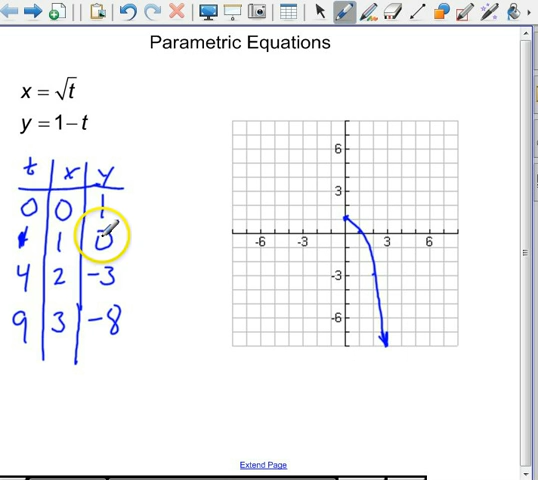 Parametric Equations
x = √t
y = 1 − t
t x y
0 0 1
1 1 0
4 2 -3
9 3 -8
6
3
-6 -3 3 6
-3
-6
Extend Page